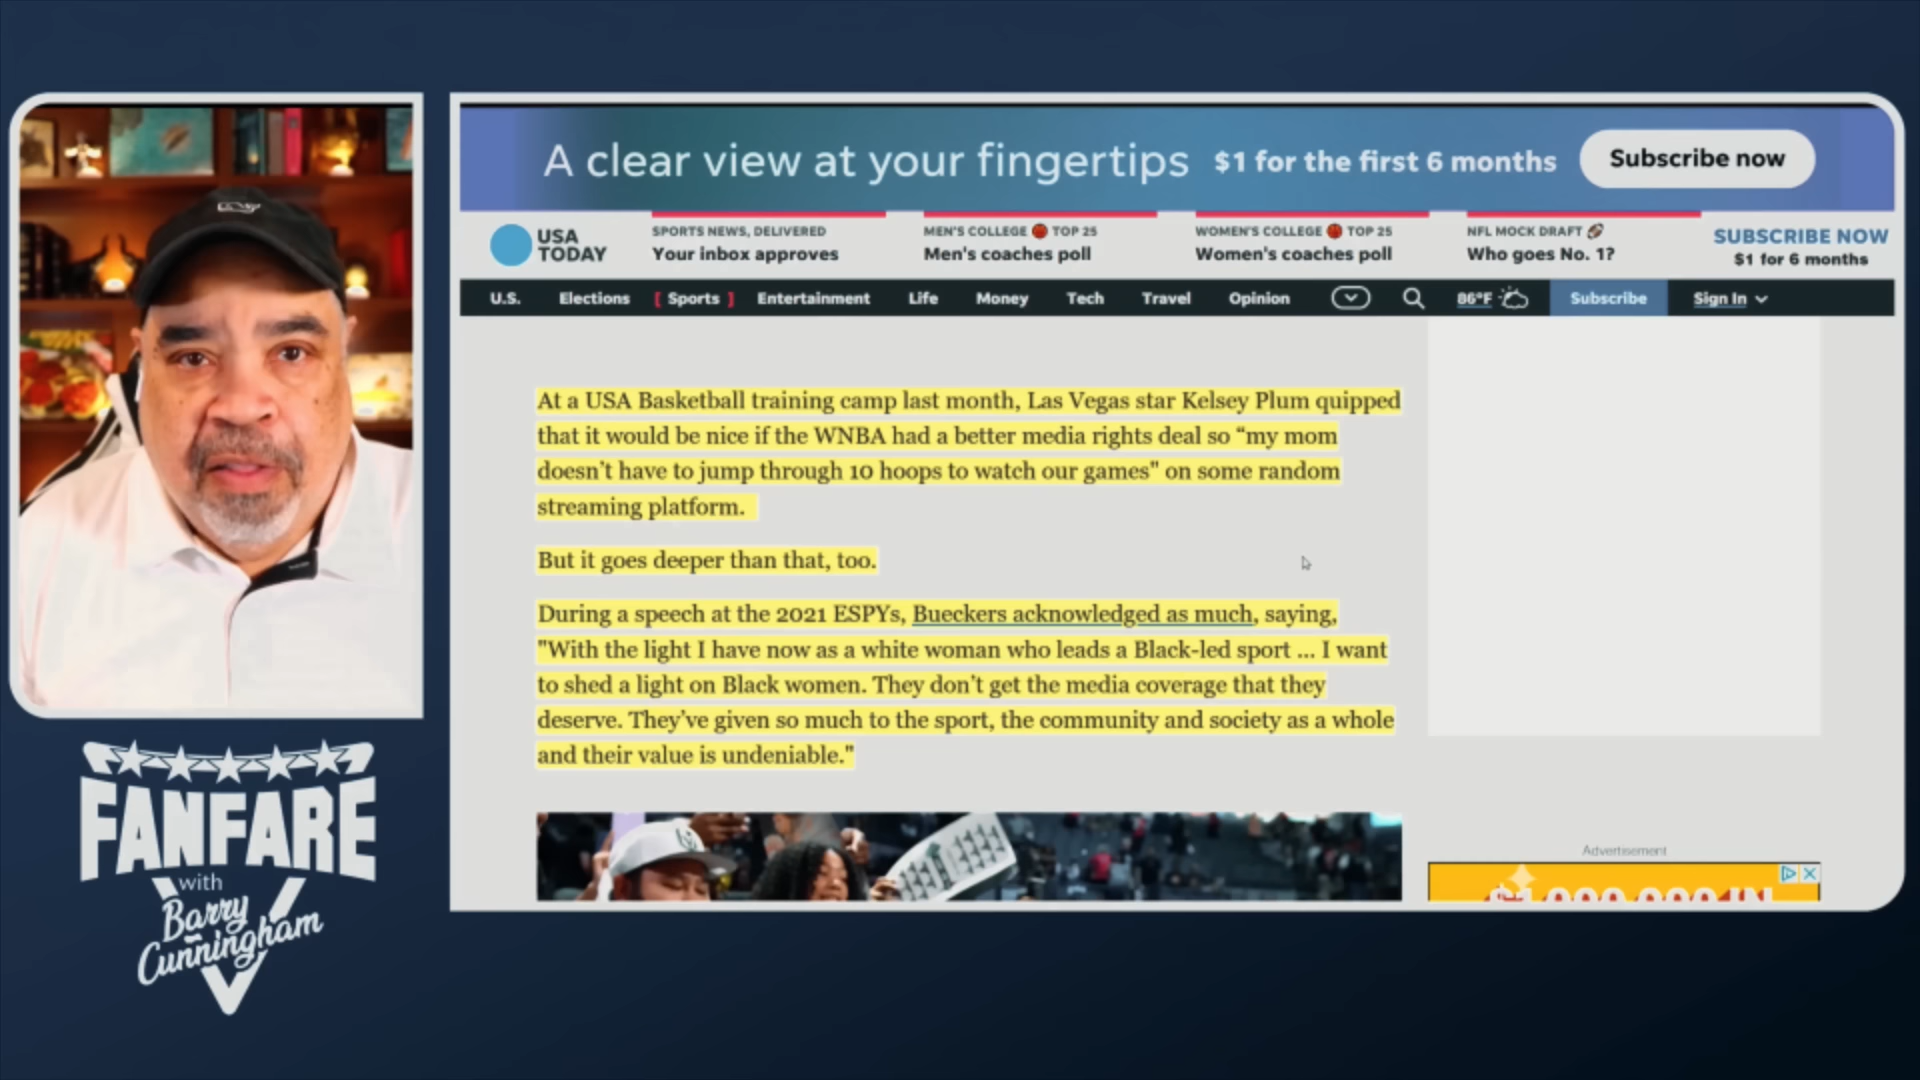 A clear view at your fingertips
$1 for the first 6 months
Subscribe now
USA
TODAY
SPORTS NEWS, DELIVERED
Your inbox approves
MEN'S COLLEGE TOP 25
Men's coaches poll
WOMEN'S COLLEGE TOP 25
Women's coaches poll
NFL MOCK DRAFT
Who goes No. 1?
SUBSCRIBE NOW
$1 for 6 months
U.S. Elections [ Sports ] Entertainment Life Money Tech Travel Opinion 86°F Subscribe Sign In
At a USA Basketball training camp last month, Las Vegas star Kelsey Plum quipped
that it would be nice if the WNBA had a better media rights deal so “my mom
doesn’t have to jump through 10 hoops to watch our games" on some random
streaming platform.
But it goes deeper than that, too.
During a speech at the 2021 ESPYs, Bueckers acknowledged as much, saying,
"With the light I have now as a white woman who leads a Black-led sport ... I want
to shed a light on Black women. They don’t get the media coverage that they
deserve. They’ve given so much to the sport, the community and society as a whole
and their value is undeniable."
Advertisement
FANFARE
with
Barry
Cunningham